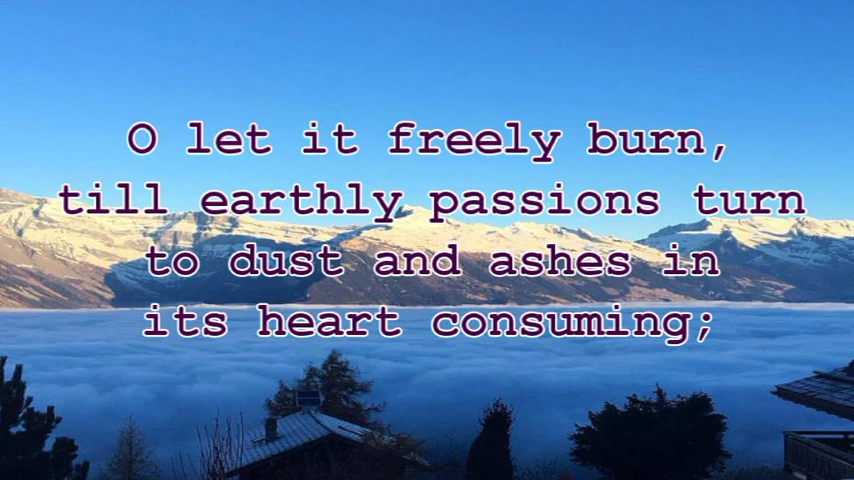 O let it freely burn,
till earthly passions turn
to dust and ashes in
its heart consuming;